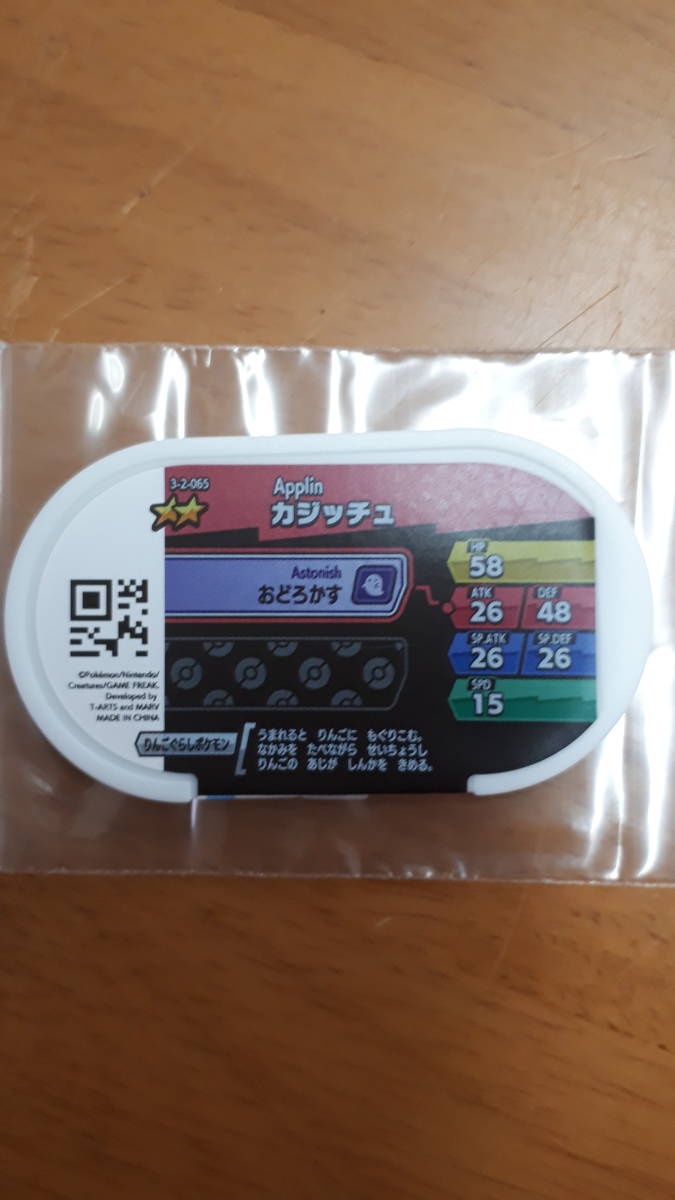 3-2-065
Applin
カジッチュ
Astonish
おどろかす
HP
58
ATK
26
DEF
48
SP.ATK
26
SP.DEF
26
SPD
15
©Pokémon/Nintendo/
Creatures/GAME FREAK.
Developed by
T-ARTS and MARV
MADE IN CHINA
りんごぐらしポケモン
うまれると りんごに もぐりこむ。
なかみを たべながら せいちょうし
りんごの あじが しんかを きめる。